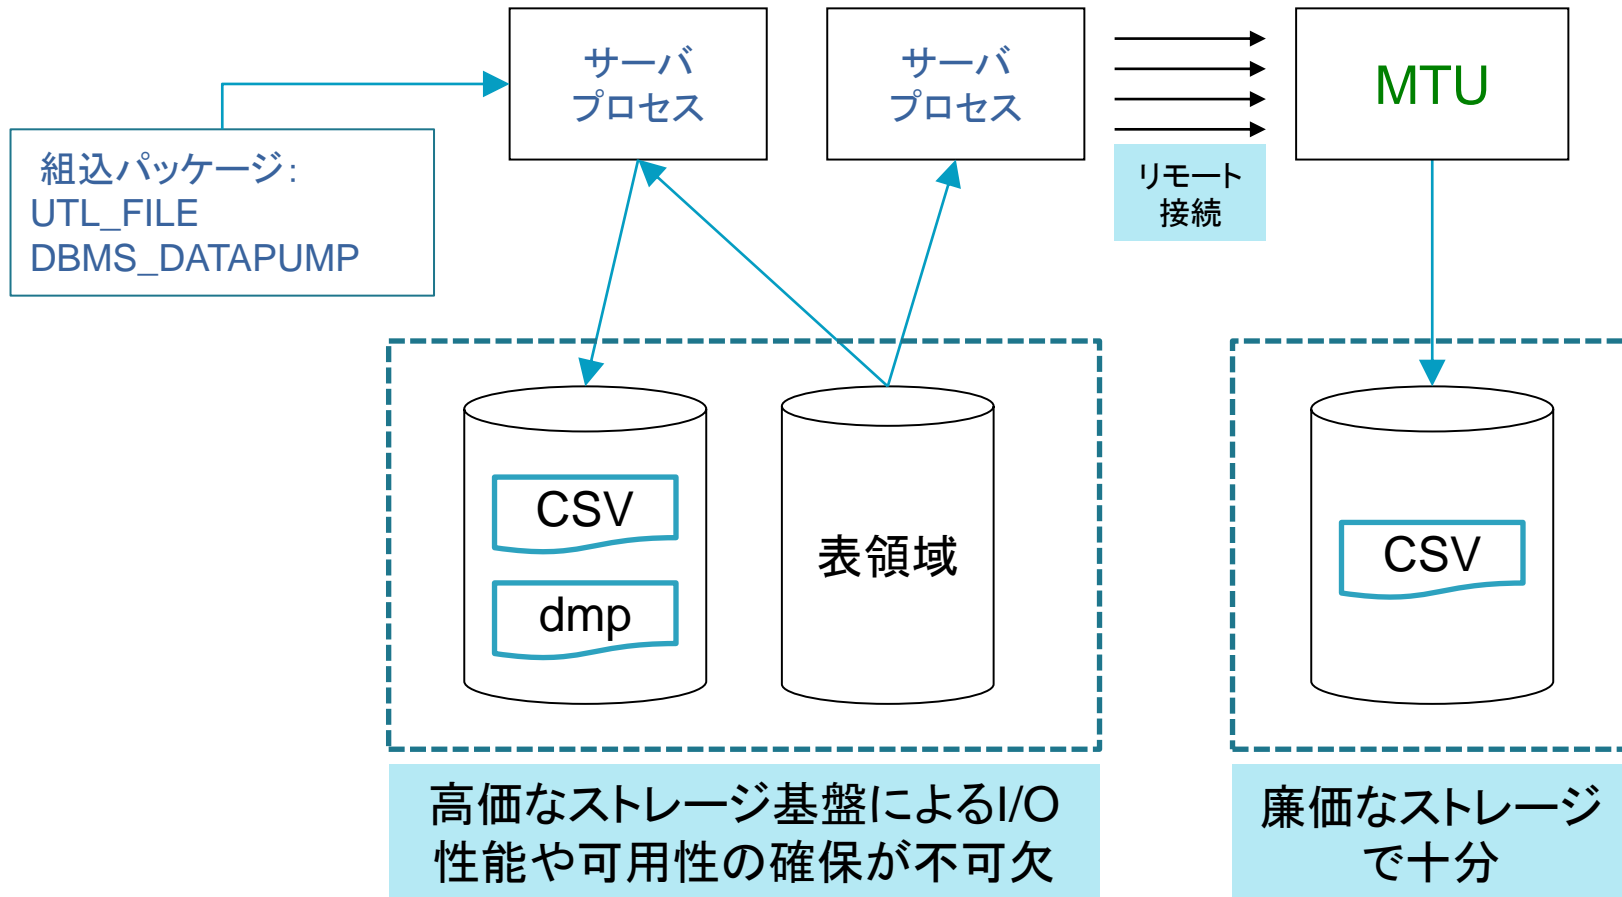 サーバ
プロセス
サーバ
プロセス
MTU
組込パッケージ:
UTL_FILE
DBMS_DATAPUMP
リモート
接続
CSV
dmp
表領域
CSV
高価なストレージ基盤によるI/O
性能や可用性の確保が不可欠
廉価なストレージ
で十分